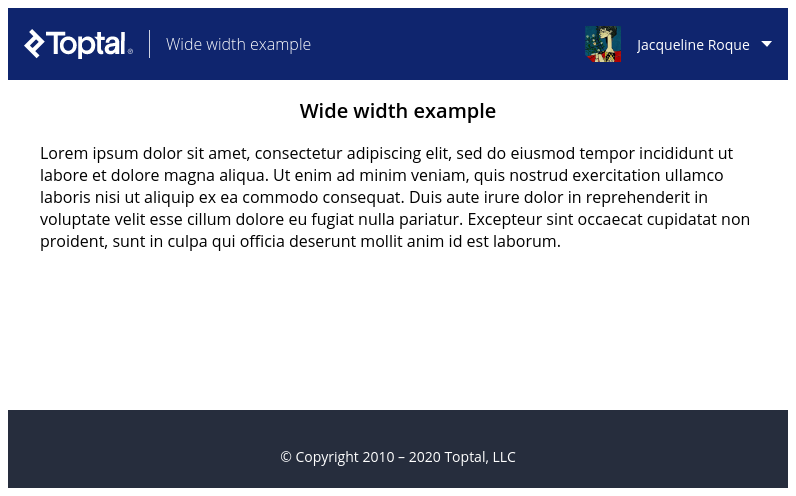 Toptal®
Wide width example
Jacqueline Roque
Wide width example
Lorem ipsum dolor sit amet, consectetur adipiscing elit, sed do eiusmod tempor incididunt ut
labore et dolore magna aliqua. Ut enim ad minim veniam, quis nostrud exercitation ullamco
laboris nisi ut aliquip ex ea commodo consequat. Duis aute irure dolor in reprehenderit in
voluptate velit esse cillum dolore eu fugiat nulla pariatur. Excepteur sint occaecat cupidatat non
proident, sunt in culpa qui officia deserunt mollit anim id est laborum.
© Copyright 2010 – 2020 Toptal, LLC